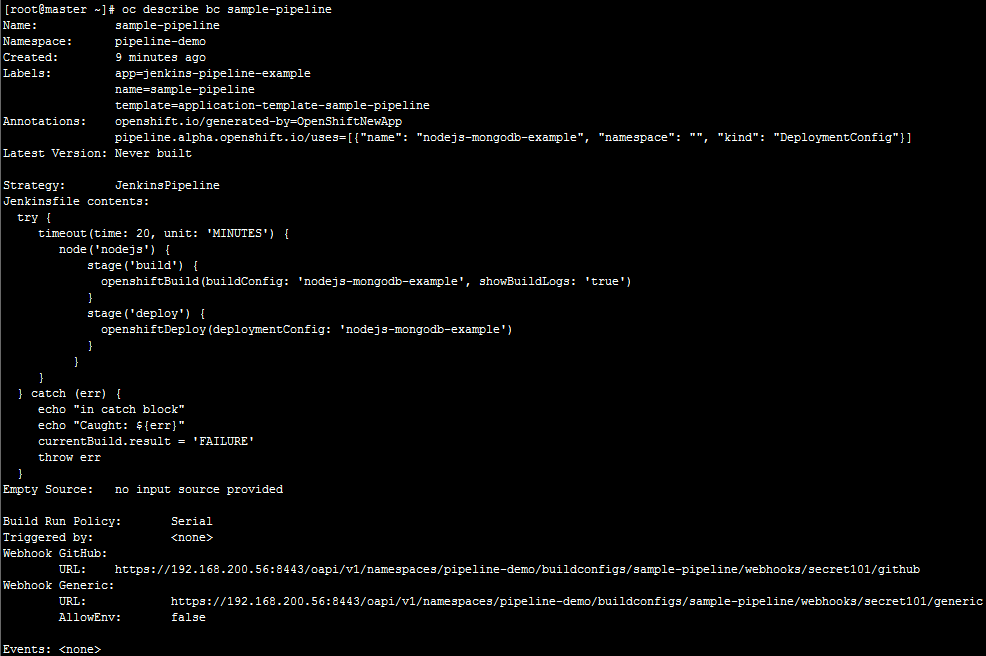 [root@master ~]# oc describe bc sample-pipeline
Name:           sample-pipeline
Namespace:      pipeline-demo
Created:        9 minutes ago
Labels:         app=jenkins-pipeline-example
                name=sample-pipeline
                template=application-template-sample-pipeline
Annotations:    openshift.io/generated-by=OpenShiftNewApp
                pipeline.alpha.openshift.io/uses=[{"name": "nodejs-mongodb-example", "namespace": "", "kind": "DeploymentConfig"}]
Latest Version: Never built

Strategy:       JenkinsPipeline
Jenkinsfile contents:
  try {
     timeout(time: 20, unit: 'MINUTES') {
        node('nodejs') {
            stage('build') {
              openshiftBuild(buildConfig: 'nodejs-mongodb-example', showBuildLogs: 'true')
            }
            stage('deploy') {
              openshiftDeploy(deploymentConfig: 'nodejs-mongodb-example')
            }
          }
     }
  } catch (err) {
     echo "in catch block"
     echo "Caught: ${err}"
     currentBuild.result = 'FAILURE'
     throw err
  }
Empty Source:   no input source provided

Build Run Policy:       Serial
Triggered by:           <none>
Webhook GitHub:
        URL:    https://192.168.200.56:8443/oapi/v1/namespaces/pipeline-demo/buildconfigs/sample-pipeline/webhooks/secret101/github
Webhook Generic:
        URL:            https://192.168.200.56:8443/oapi/v1/namespaces/pipeline-demo/buildconfigs/sample-pipeline/webhooks/secret101/generic
        AllowEnv:       false

Events: <none>